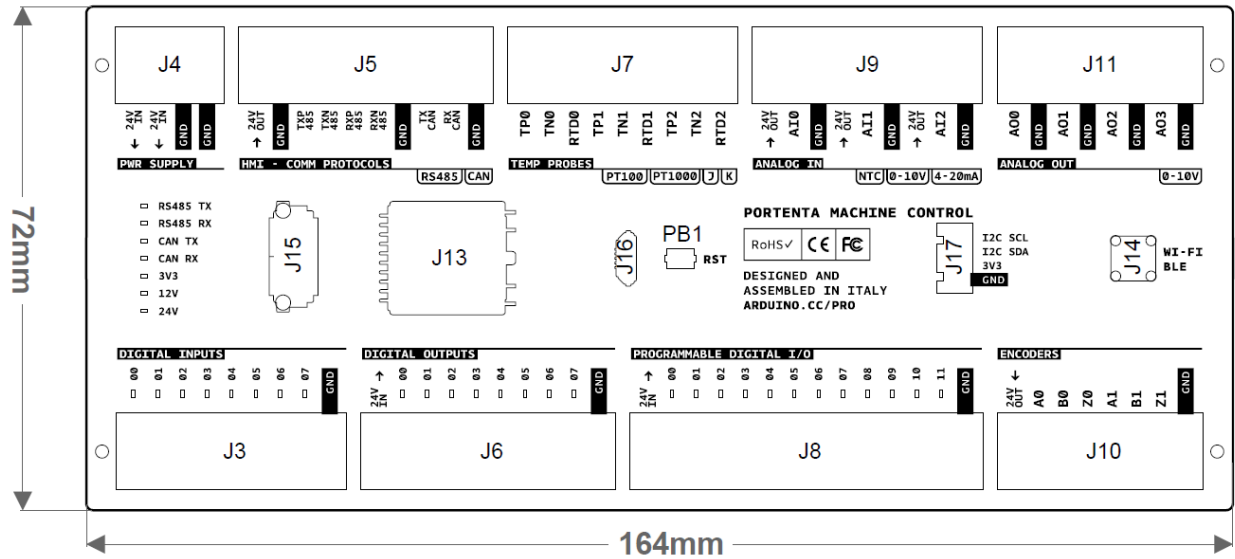 J4 J5 J7 J9 J11
24V IN 24V IN GND GND
24V OUT GND TXP 485 TXN 485 RXP 485 RXN 485 GND TX CAN RX CAN GND
TP0 TN0 RTD0 TP1 TN1 RTD1 TP2 TN2 RTD2
24V OUT AI0 GND 24V OUT AI1 GND 24V OUT AI2 GND
AO0 GND AO1 GND AO2 GND AO3 GND
PWR SUPPLY
HMI - COMM PROTOCOLS
RS485 CAN
TEMP PROBES
PT100 PT1000 J K
ANALOG IN
NTC 0-10V 4-20mA
ANALOG OUT
0-10V
RS485 TX
RS485 RX
CAN TX
CAN RX
3V3
12V
24V
J15
J13
J16
PB1
RST
PORTENTA MACHINE CONTROL
RoHS✓ CE FC
DESIGNED AND
ASSEMBLED IN ITALY
ARDUINO.CC/PRO
J17
I2C SCL
I2C SDA
3V3
GND
J14
WI-FI
BLE
72mm
DIGITAL INPUTS
00 01 02 03 04 05 06 07 GND
J3
DIGITAL OUTPUTS
24V IN 00 01 02 03 04 05 06 07 GND
J6
PROGRAMMABLE DIGITAL I/O
24V IN 00 01 02 03 04 05 06 07 08 09 10 11 GND
J8
ENCODERS
24V OUT A0 B0 Z0 A1 B1 Z1 GND
J10
164mm